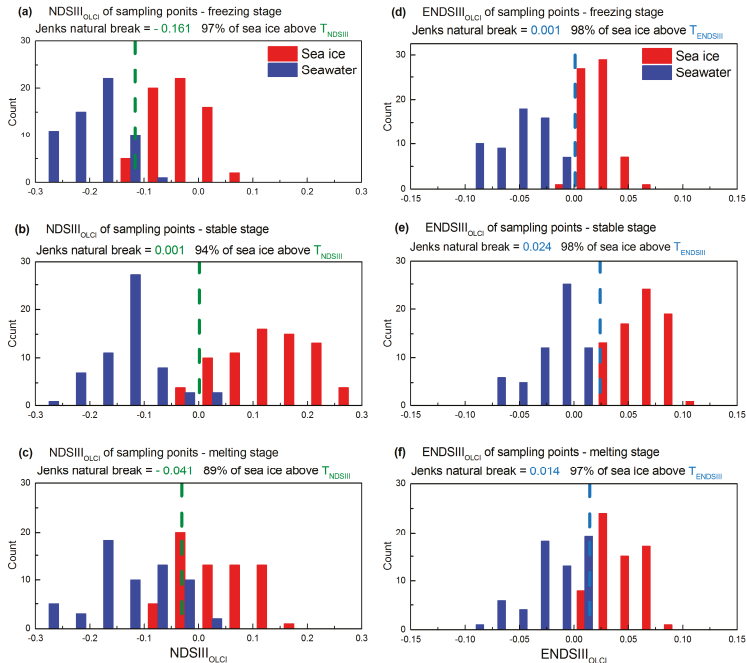 (a) NDSIII_OLCI of sampling ponits - freezing stage
Jenks natural break = - 0.161 97% of sea ice above T_NDSIII
30
20
10
0
Count
Sea ice
Seawater
-0.3 -0.2 -0.1 0.0 0.1 0.2 0.3
(d) ENDSIII_OLCI of sampling points - freezing stage
Jenks natural break = 0.001 98% of sea ice above T_ENDSIII
30
20
10
0
Count
Sea ice
Seawater
-0.15 -0.10 -0.05 0.00 0.05 0.10 0.15
(b) NDSIII_OLCI of sampling points - stable stage
Jenks natural break = 0.001 94% of sea ice above T_NDSIII
30
20
10
0
Count
-0.3 -0.2 -0.1 0.0 0.1 0.2 0.3
(e) ENDSIII_OLCI of sampling points - stable stage
Jenks natural break = 0.024 98% of sea ice above T_ENDSIII
30
20
10
0
Count
-0.15 -0.10 -0.05 0.00 0.05 0.10 0.15
(c) NDSIII_OLCI of sampling ponits - melting stage
Jenks natural break = - 0.041 89% of sea ice above T_NDSIII
30
20
10
0
Count
-0.3 -0.2 -0.1 0.0 0.1 0.2 0.3
NDSIII_OLCI
(f) ENDSIII_OLCI of sampling ponits - melting stage
Jenks natural break = 0.014 97% of sea ice above T_ENDSIII
30
20
10
0
Count
-0.15 -0.10 -0.05 0.00 0.05 0.10 0.15
ENDSIII_OLCI